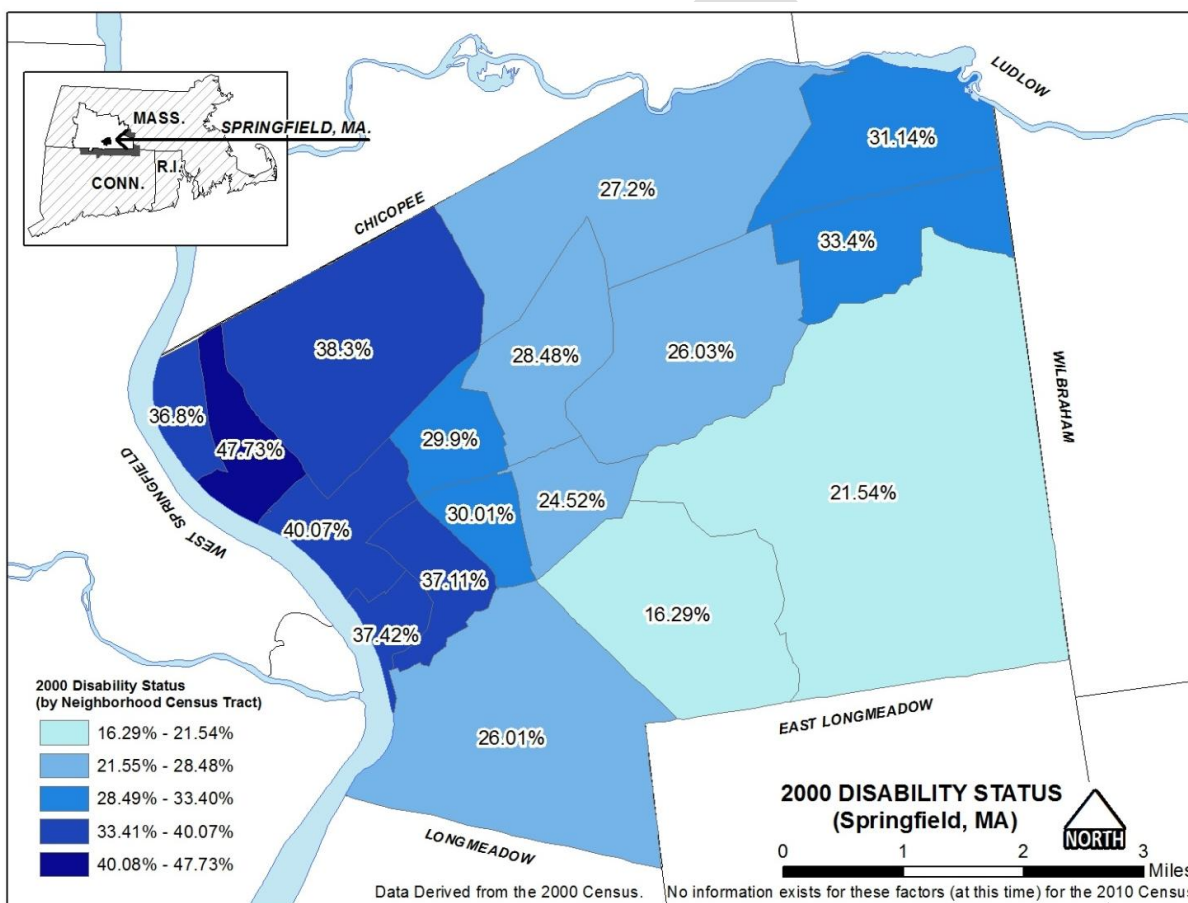 MASS.
SPRINGFIELD, MA.
R.I.
CONN.
LUDLOW
CHICOPEE
31.14%
27.2%
33.4%
38.3%
28.48%
26.03%
WILBRAHAM
36.8%
47.73%
29.9%
WEST SPRINGFIELD
24.52%
21.54%
30.01%
40.07%
37.11%
16.29%
37.42%
26.01%
EAST LONGMEADOW
LONGMEADOW
2000 Disability Status
(by Neighborhood Census Tract)
16.29% - 21.54%
21.55% - 28.48%
28.49% - 33.40%
33.41% - 40.07%
40.08% - 47.73%
2000 DISABILITY STATUS
(Springfield, MA)
NORTH
0 1 2 3
Miles
Data Derived from the 2000 Census. No information exists for these factors (at this time) for the 2010 Census